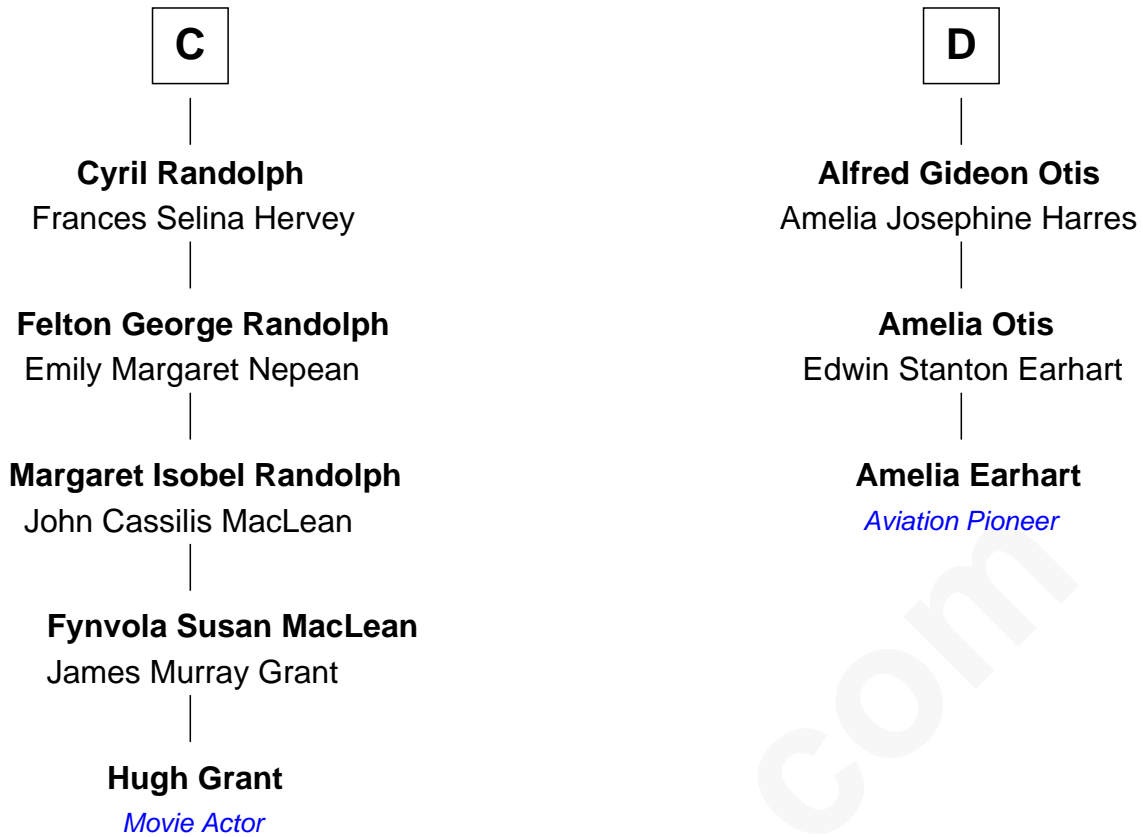 C
Cyril Randolph
Frances Selina Hervey
Felton George Randolph
Emily Margaret Nepean
Margaret Isobel Randolph
John Cassilis MacLean
Fynvola Susan MacLean
James Murray Grant
Hugh Grant
Movie Actor
D
Alfred Gideon Otis
Amelia Josephine Harres
Amelia Otis
Edwin Stanton Earhart
Amelia Earhart
Aviation Pioneer
com